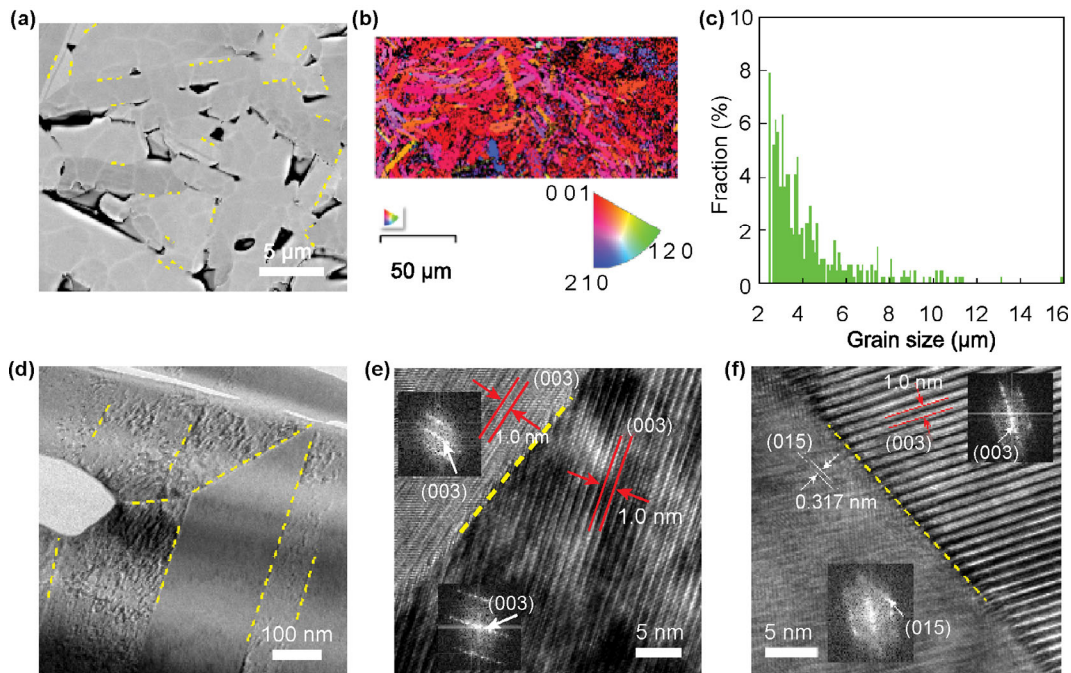 (a)
5 µm
(b)
50 µm
0 0 1
1 2 0
2 1 0
(c)
Fraction (%)
10
8
6
4
2
0
2 4 6 8 10 12 14 16
Grain size (µm)
(d)
100 nm
(e)
(003)
1.0 nm
(003)
(003)
1.0 nm
(003)
5 nm
(f)
1.0 nm
(003)
(003)
(015)
0.317 nm
(015)
5 nm